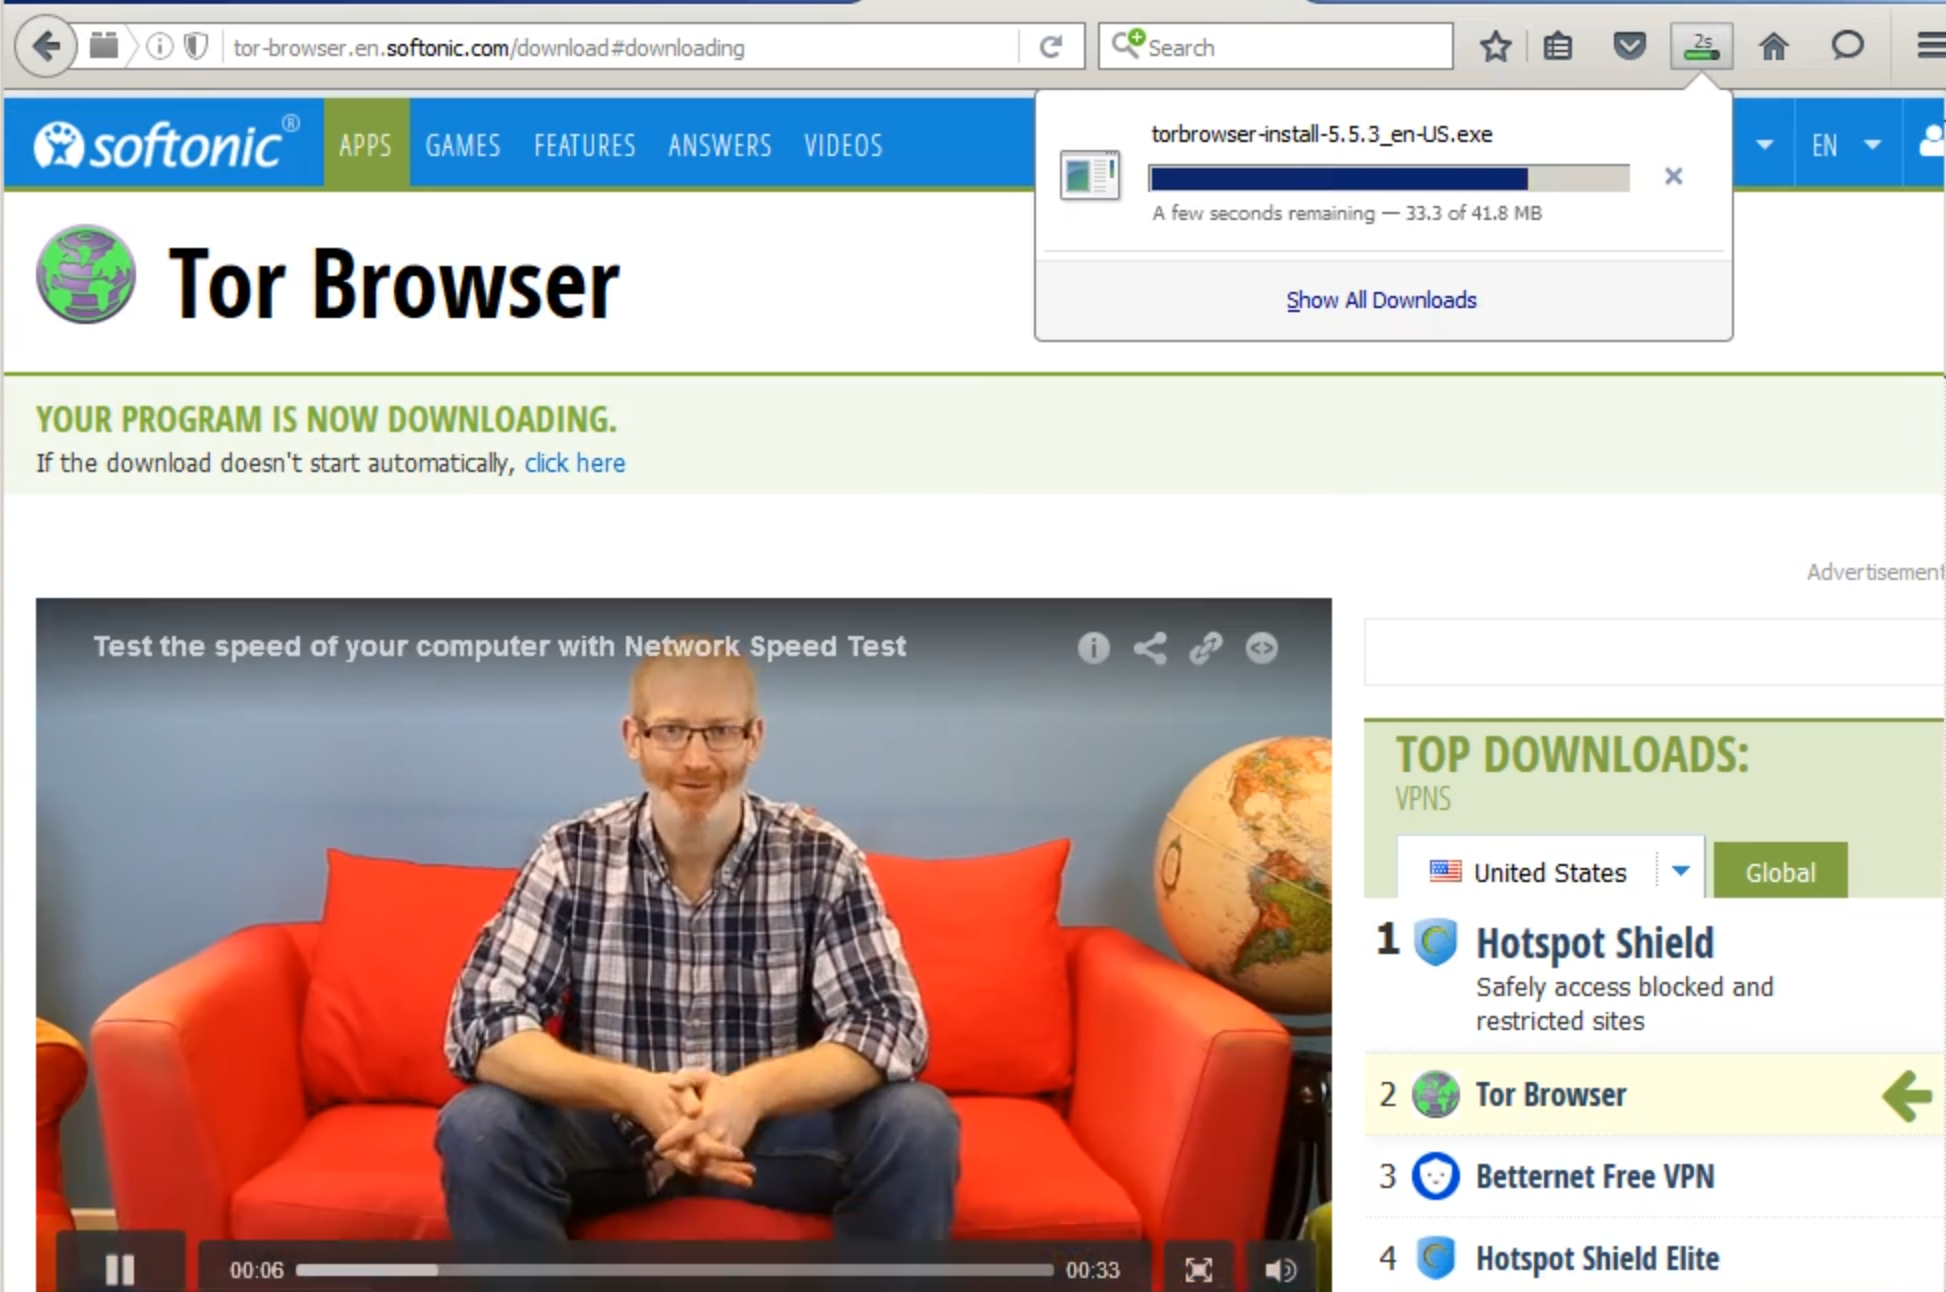 tor-browser.en.softonic.com/download#downloading
Search
2s
softonic®
APPS GAMES FEATURES ANSWERS VIDEOS
EN
torbrowser-install-5.5.3_en-US.exe
A few seconds remaining — 33.3 of 41.8 MB
Show All Downloads
Tor Browser
YOUR PROGRAM IS NOW DOWNLOADING.
If the download doesn't start automatically, click here
Advertisement
Test the speed of your computer with Network Speed Test
00:06
00:33
TOP DOWNLOADS:
VPNS
United States
Global
1 Hotspot Shield
Safely access blocked and
restricted sites
2 Tor Browser
3 Betternet Free VPN
4 Hotspot Shield Elite